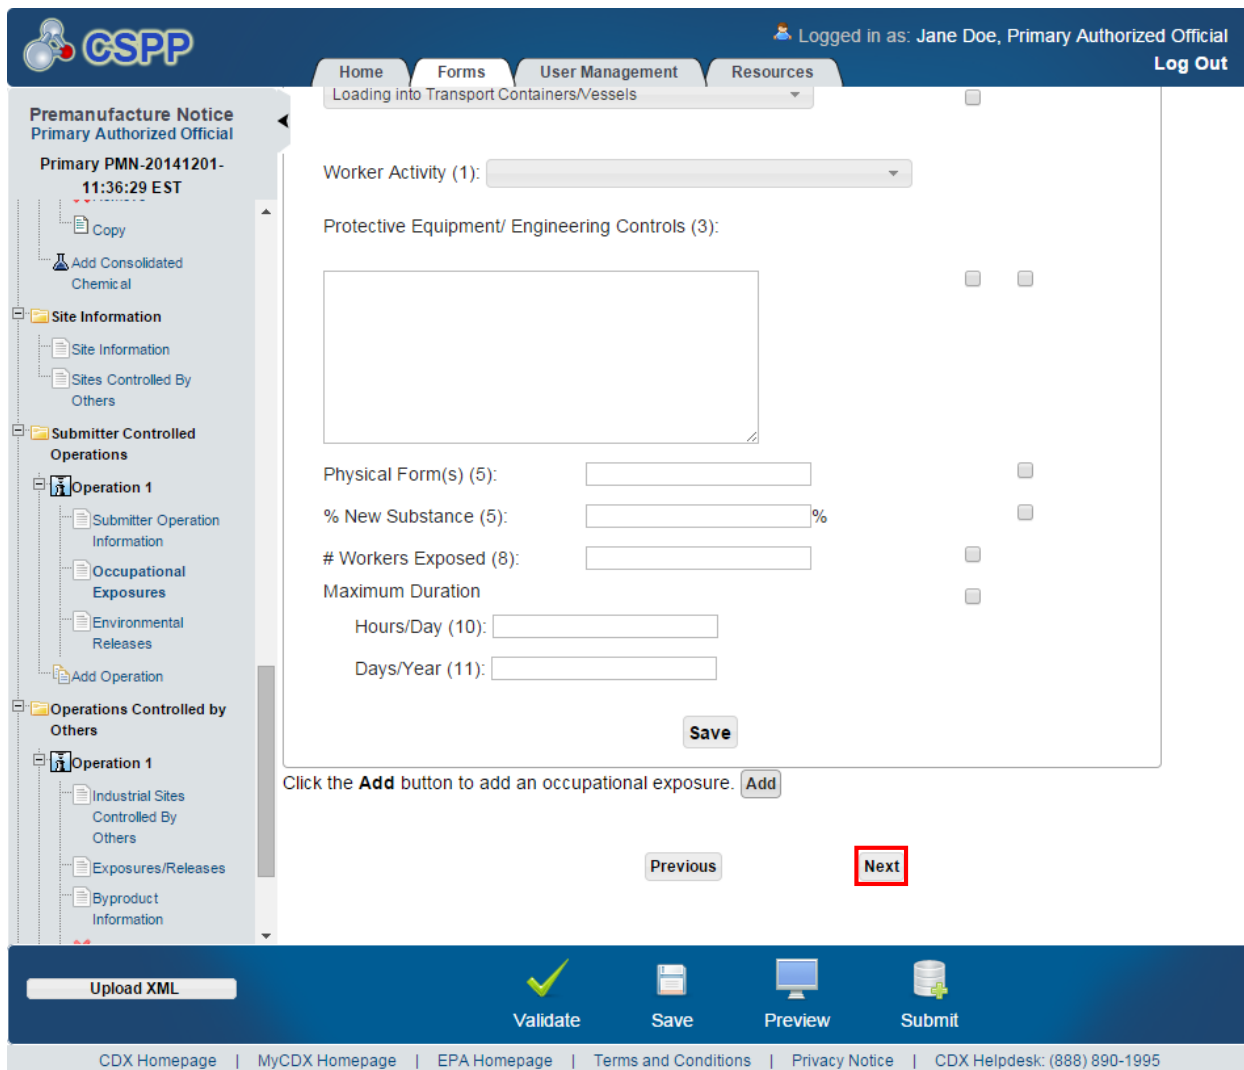 CSPP
Logged in as: Jane Doe, Primary Authorized Official
Log Out
Home
Forms
User Management
Resources
Premanufacture Notice
Primary Authorized Official
Primary PMN-20141201-
11:36:29 EST
Copy
Add Consolidated
Chemical
Site Information
Site Information
Sites Controlled By
Others
Submitter Controlled
Operations
Operation 1
Submitter Operation
Information
Occupational
Exposures
Environmental
Releases
Add Operation
Operations Controlled by
Others
Operation 1
Industrial Sites
Controlled By
Others
Exposures/Releases
Byproduct
Information
Loading into Transport Containers/Vessels
Worker Activity (1):
Protective Equipment/ Engineering Controls (3):
Physical Form(s) (5):
% New Substance (5): %
# Workers Exposed (8):
Maximum Duration
Hours/Day (10):
Days/Year (11):
Save
Click the Add button to add an occupational exposure. Add
Previous
Next
Upload XML
Validate
Save
Preview
Submit
CDX Homepage | MyCDX Homepage | EPA Homepage | Terms and Conditions | Privacy Notice | CDX Helpdesk: (888) 890-1995